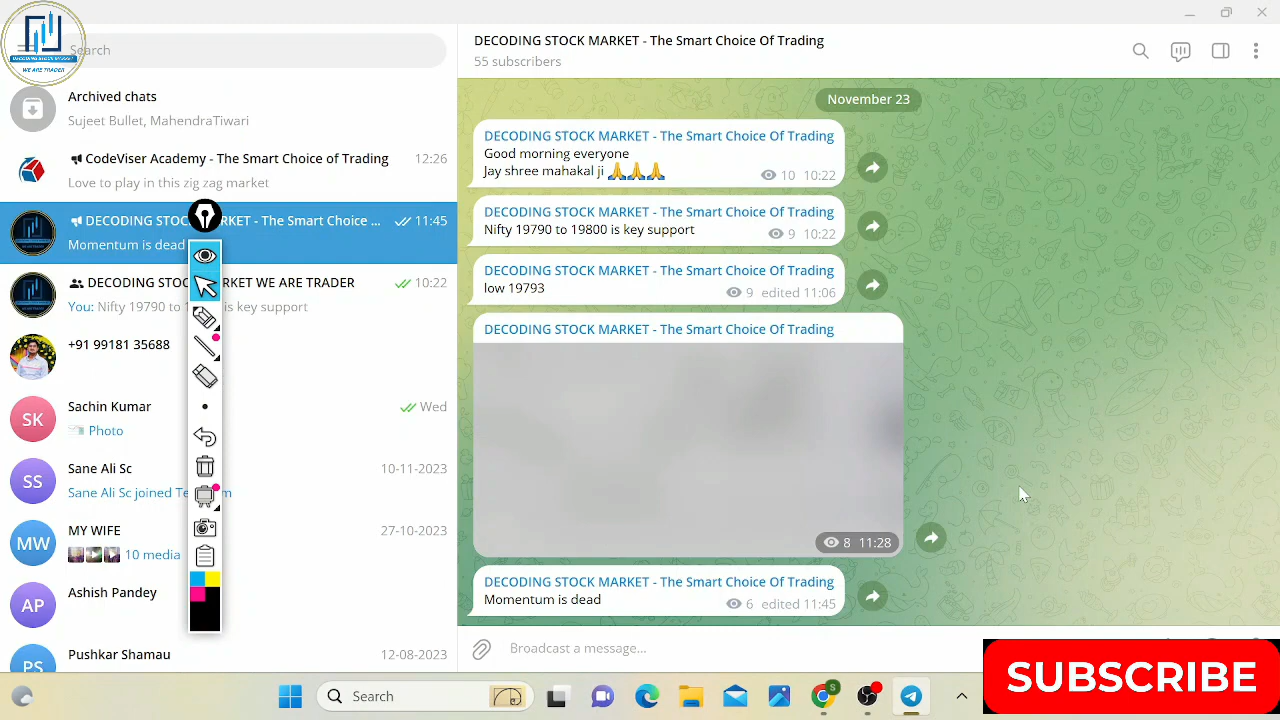 DECODING STOCK MARKET
WE ARE TRADER
Search
Archived chats
Sujeet Bullet, MahendraTiwari
CodeViser Academy - The Smart Choice of Trading
12:26
Love to play in this zig zag market
DECODING STOC RKET - The Smart Choice ...
11:45
Momentum is dead
DECODING STOC RKET WE ARE TRADER
10:22
You: Nifty 19790 to 19 is key support
+91 99181 35688
SK
Sachin Kumar
Wed
Photo
SS
Sane Ali Sc
10-11-2023
Sane Ali Sc joined Te m
MW
MY WIFE
27-10-2023
10 media
AP
Ashish Pandey
PS
Pushkar Shamau
12-08-2023
DECODING STOCK MARKET - The Smart Choice Of Trading
55 subscribers
November 23
DECODING STOCK MARKET - The Smart Choice Of Trading
Good morning everyone
Jay shree mahakal ji 🙏🙏🙏
10 10:22
DECODING STOCK MARKET - The Smart Choice Of Trading
Nifty 19790 to 19800 is key support
9 10:22
DECODING STOCK MARKET - The Smart Choice Of Trading
low 19793
9 edited 11:06
DECODING STOCK MARKET - The Smart Choice Of Trading
8 11:28
DECODING STOCK MARKET - The Smart Choice Of Trading
Momentum is dead
6 edited 11:45
Broadcast a message...
SUBSCRIBE
Search
S